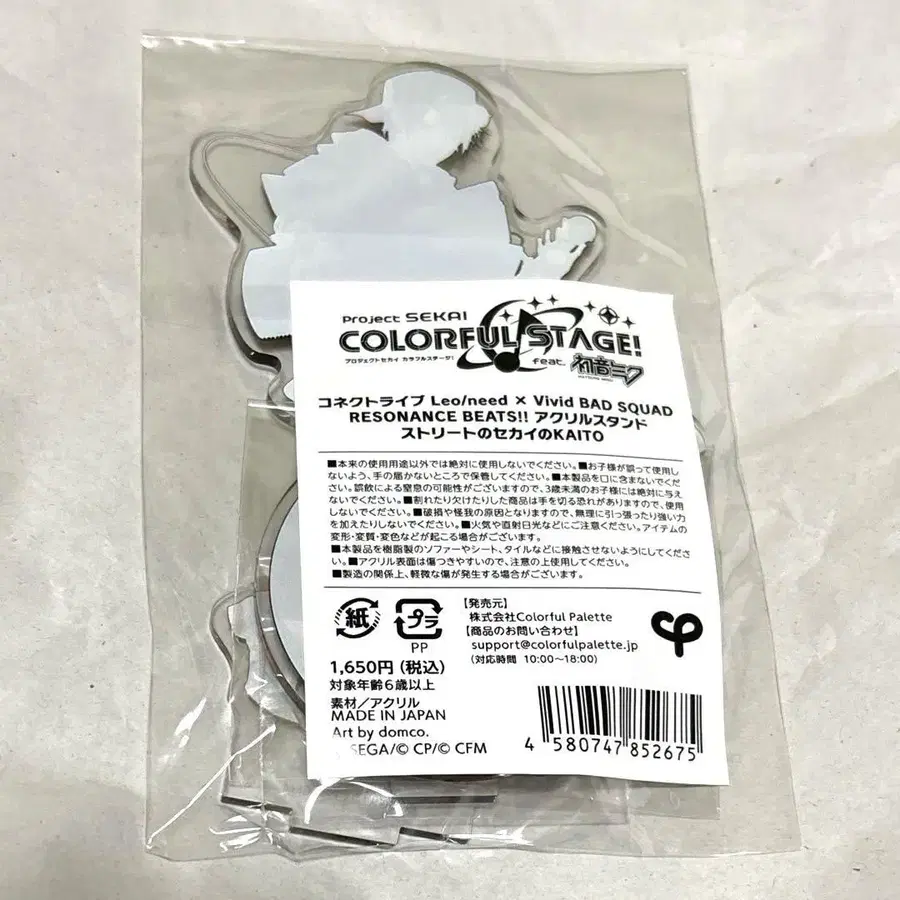 Project SEKAI
COLORFUL STAGE!
プロジェクトセカイ カラフルステージ!
feat. 初音ミク
HATSUNE MIKU
コネクトライブ Leo/need × Vivid BAD SQUAD
RESONANCE BEATS!! アクリルスタンド
ストリートのセカイのKAITO
■本来の使用用途以外では絶対に使用しないでください。■お子様が誤って使用し
ないよう、手の届かないところで保管してください。■本製品を口に含まないでくだ
さい。誤飲による窒息の可能性がございますので、3歳未満のお子様には絶対に与え
ないでください。■割れたり欠けたりした商品は手を切る恐れがありますので、使用
しないでください。■破損や怪我の原因となりますので、無理に引っ張ったり強い力
を加えたりしないでください。■火気や直射日光などにご注意ください。アイテムの
変形・変質・変色などが起こる場合がございます。
■本製品を樹脂製のソファーやシート、タイルなどに接触させないようにしてくださ
い。■アクリル表面は傷つきやすいので、注意の上使用してください。
■製造の関係上、軽微な傷が発生する場合がございます。
紙
プラ
PP
【発売元】
株式会社Colorful Palette
【商品のお問い合わせ】
support@colorfulpalette.jp
(対応時間 10:00~18:00)
1,650円(税込)
対象年齢6歳以上
素材/アクリル
MADE IN JAPAN
Art by domco.
SEGA/© CP/© CFM
4 580747 852675